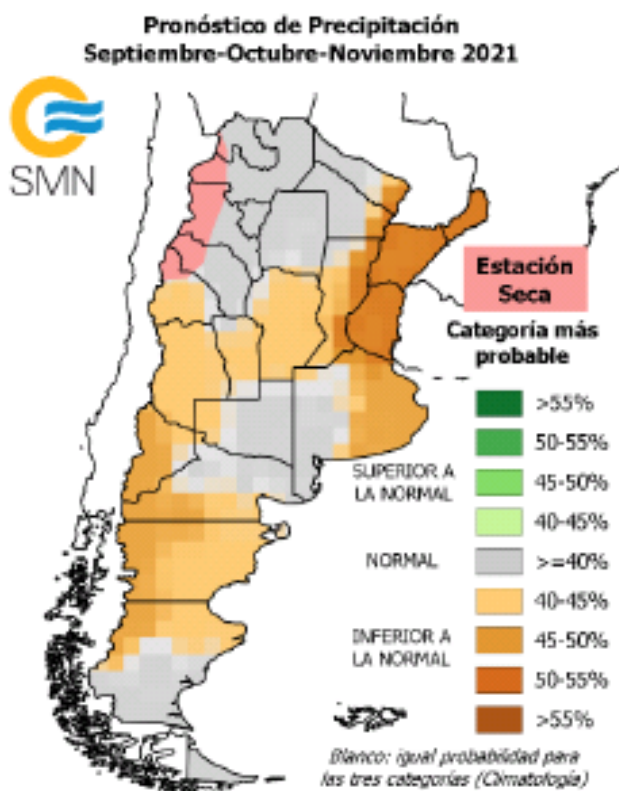 Pronóstico de Precipitación
Septiembre-Octubre-Noviembre 2021
SMN
Estación
Seca
Categoría más
probable
>55%
50-55%
SUPERIOR A
LA NORMAL
45-50%
40-45%
NORMAL
>=40%
40-45%
INFERIOR A
LA NORMAL
45-50%
50-55%
>55%
Blanco: igual probabilidad para
las tres categorías (Climatología)